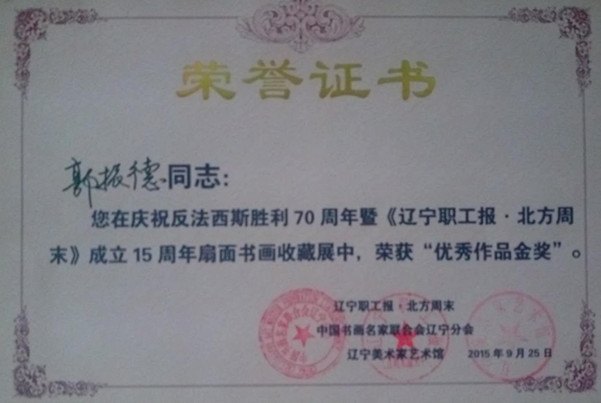 荣誉证书
郭振德同志：
您在庆祝反法西斯胜利70周年暨《辽宁职工报·北方周
末》成立15周年扇面书画收藏展中，荣获“优秀作品金奖”。
辽宁职工报·北方周末
中国书画名家联合会辽宁分会
辽宁美术家艺术馆
2015年9月25日